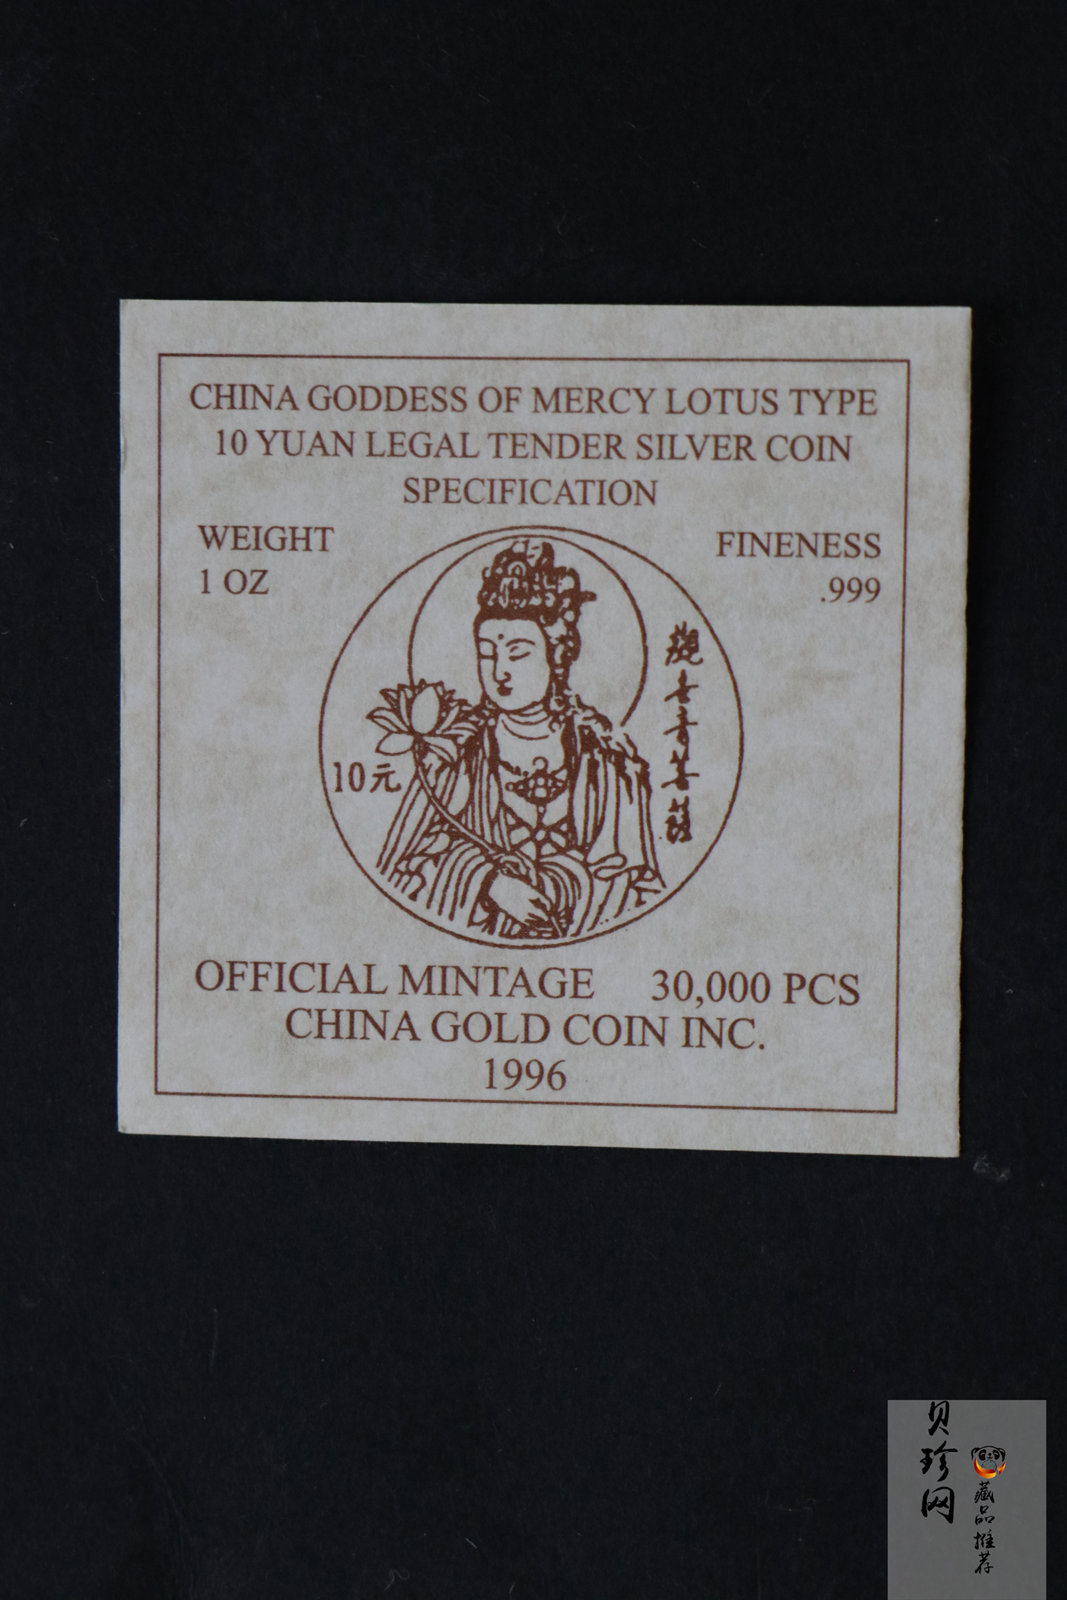 CHINA GODDESS OF MERCY LOTUS TYPE
10 YUAN LEGAL TENDER SILVER COIN
SPECIFICATION
WEIGHT
1 OZ
FINENESS
.999
10元
觀世音菩薩
OFFICIAL MINTAGE 30,000 PCS
CHINA GOLD COIN INC.
1996
贝珍网
藏品推荐